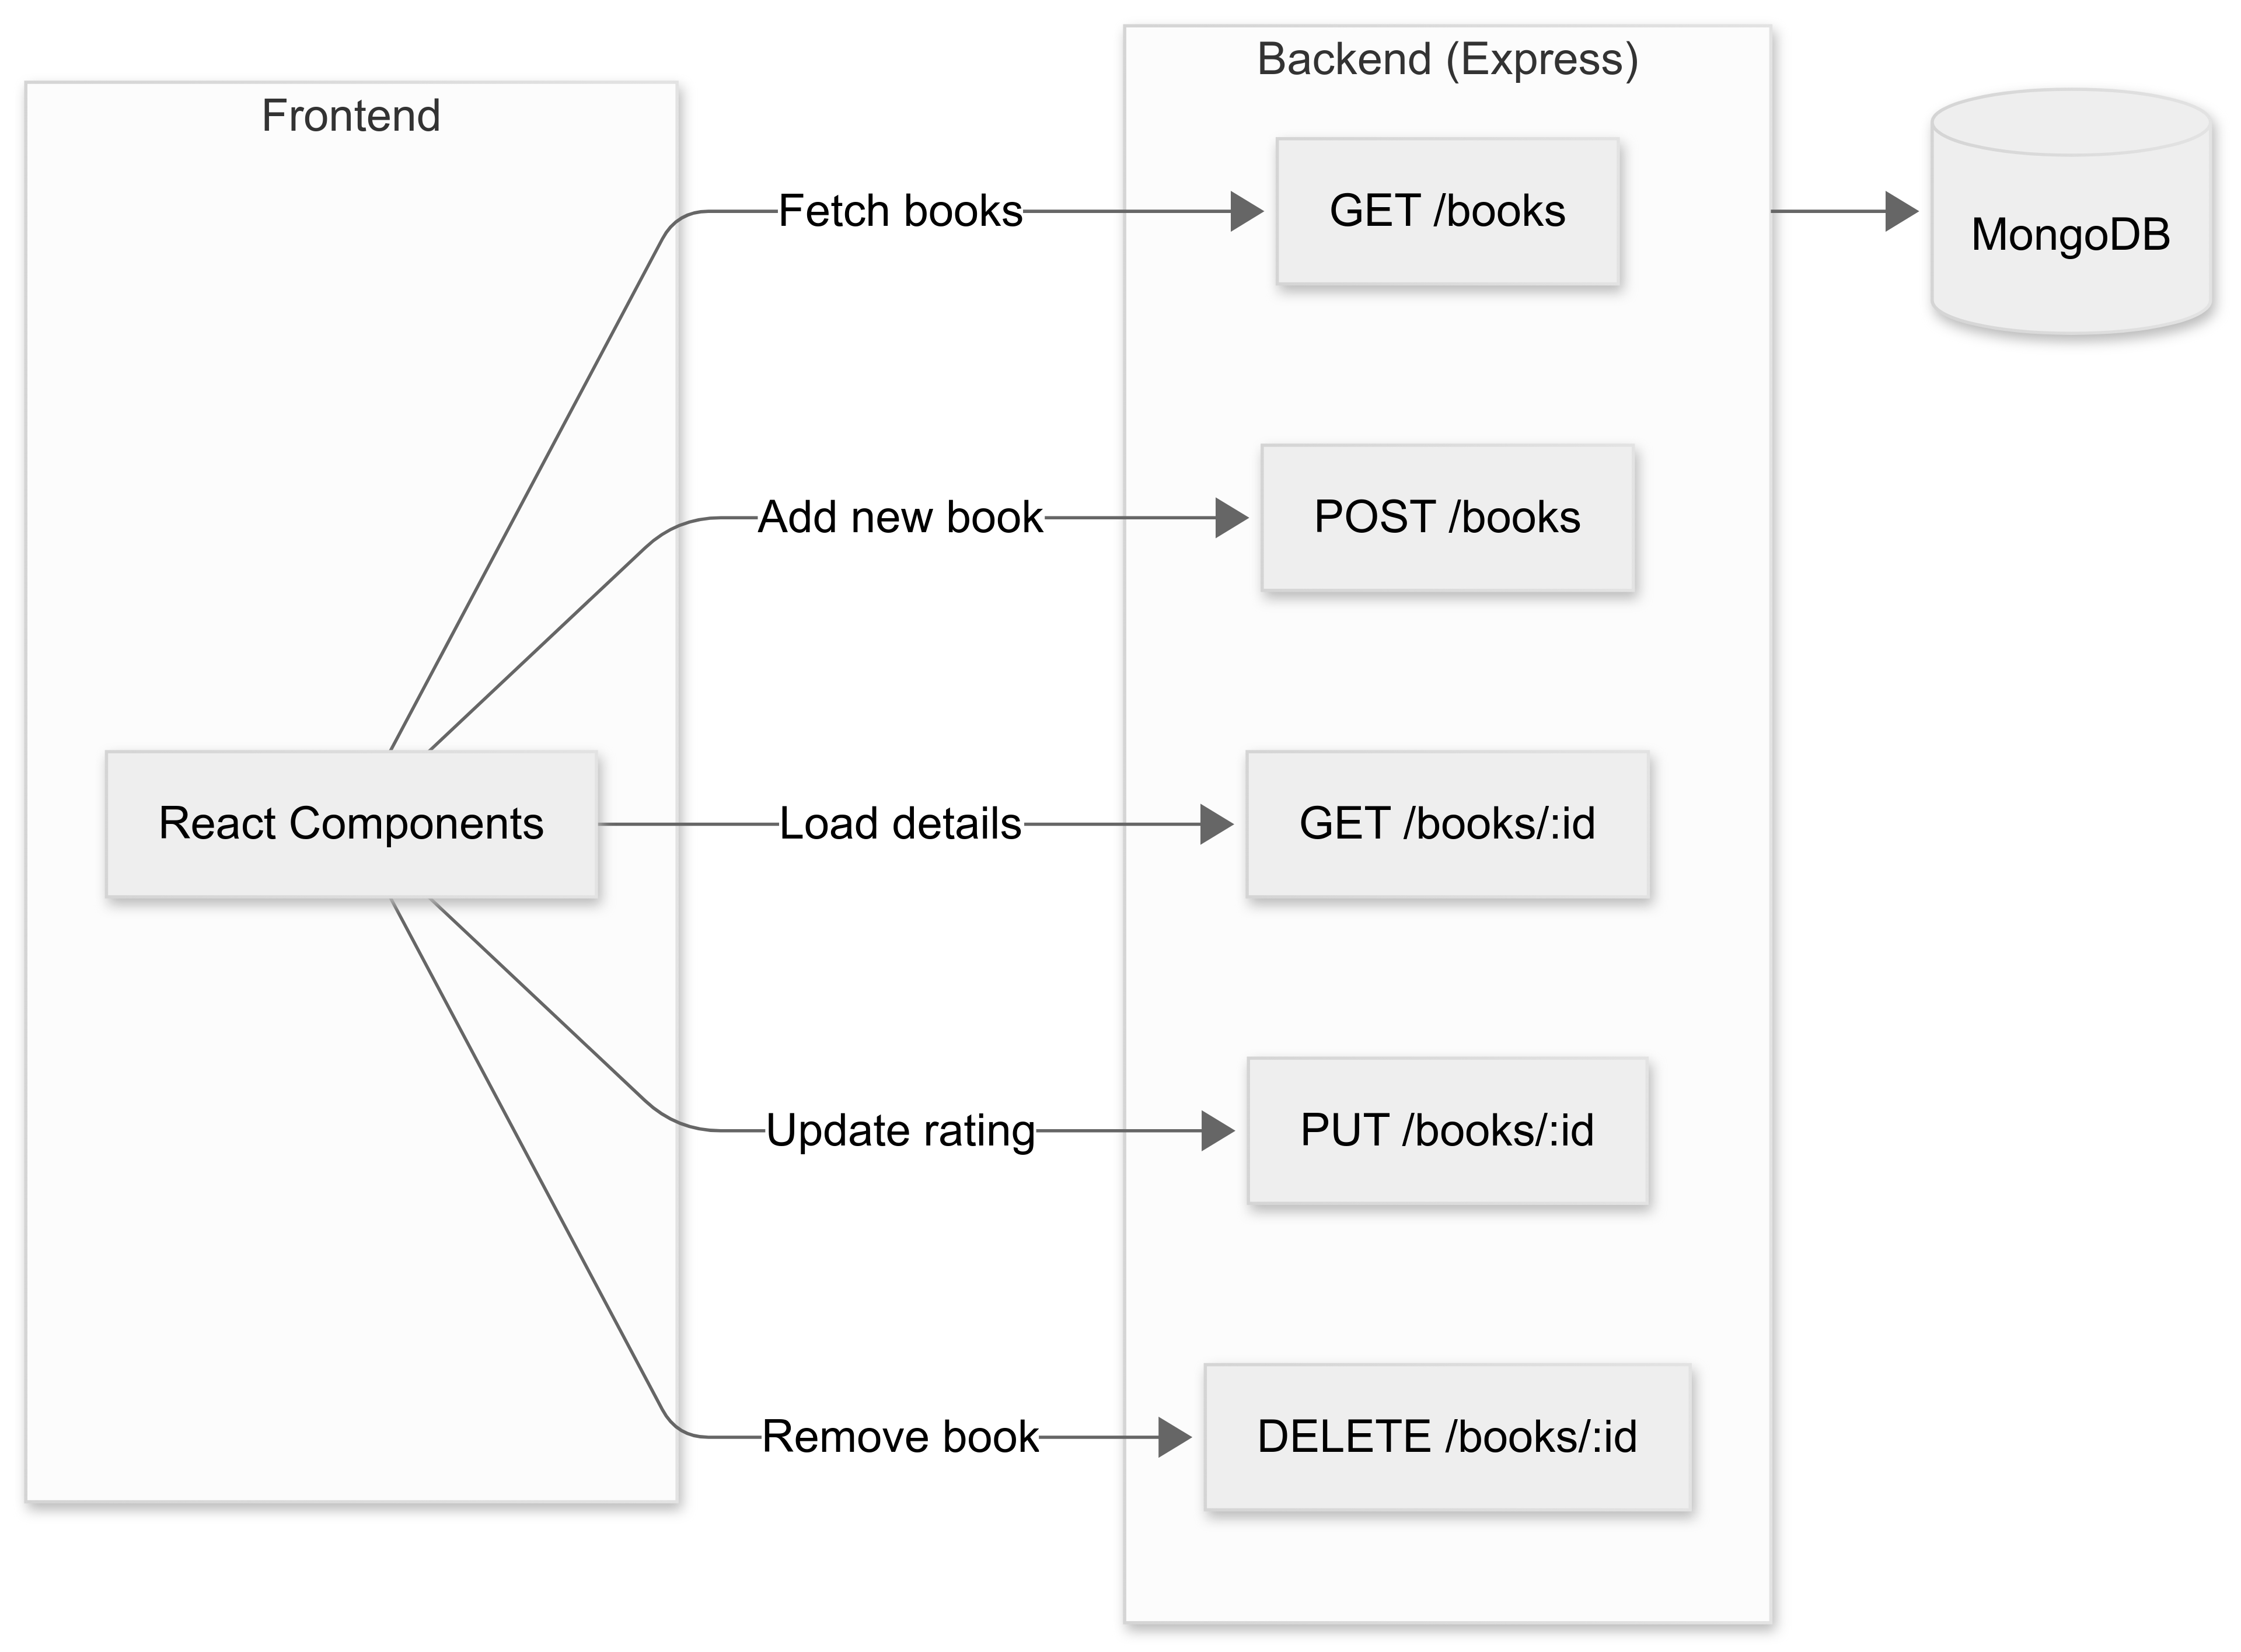 Backend (Express)
Frontend
Fetch books
GET /books
MongoDB
Add new book
POST /books
React Components
Load details
GET /books/:id
Update rating
PUT /books/:id
Remove book
DELETE /books/:id